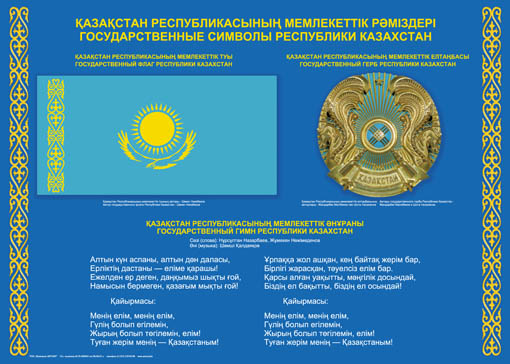 ҚАЗАҚСТАН РЕСПУБЛИКАСЫНЫҢ МЕМЛЕКЕТТІК РӘМІЗДЕРІ
ГОСУДАРСТВЕННЫЕ СИМВОЛЫ РЕСПУБЛИКИ КАЗАХСТАН
ҚАЗАҚСТАН РЕСПУБЛИКАСЫНЫҢ МЕМЛЕКЕТТІК ТУЫ
ГОСУДАРСТВЕННЫЙ ФЛАГ РЕСПУБЛИКИ КАЗАХСТАН
ҚАЗАҚСТАН РЕСПУБЛИКАСЫНЫҢ МЕМЛЕКЕТТІК ЕЛТАҢБАСЫ
ГОСУДАРСТВЕННЫЙ ГЕРБ РЕСПУБЛИКИ КАЗАХСТАН
ҚАЗАҚСТАН
ҚАЗАҚСТАН РЕСПУБЛИКАСЫНЫҢ МЕМЛЕКЕТТІК ӘНҰРАНЫ
ГОСУДАРСТВЕННЫЙ ГИМН РЕСПУБЛИКИ КАЗАХСТАН
Сөзі (слова): Нұрсұлтан Назарбаев, Жұмекен Нәжімеденов
Әні (музыка): Шәмші Қалдаяқов
Алтын күн аспаны, алтын дән даласы,
Ерліктің дастаны — еліме қарашы!
Ежелден ер деген, даңқымыз шықты ғой,
Намысын бермеген, қазағым мықты ғой!
Қайырмасы:
Менің елім, менің елім,
Гүлің болып егілемін,
Жырың болып төгілемін, елім!
Туған жерім менің — Қазақстаным!
Ұрпаққа жол ашқан, кең байтақ жерім бар,
Бірлігі жарасқан, тәуелсіз елім бар.
Қарсы алған уақытты, мәңгілік досындай,
Біздің ел бақытты, біздің ел осындай!
Қайырмасы:
Менің елім, менің елім,
Гүлің болып егілемін,
Жырың болып төгілемін, елім!
Туған жерім менің — Қазақстаным!